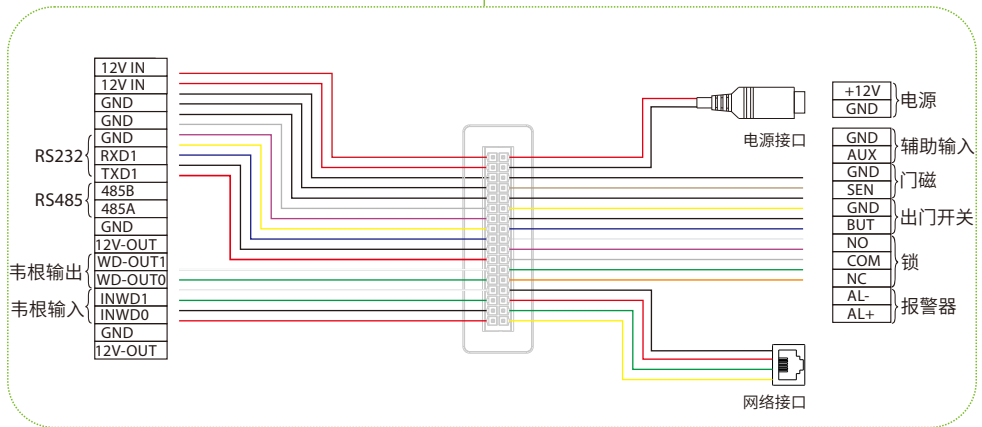 12V IN
12V IN
GND
GND
GND
RXD1
TXD1
485B
485A
GND
12V-OUT
WD-OUT1
WD-OUT0
INWD1
INWD0
GND
12V-OUT
RS232
RS485
韦根输出
韦根输入
电源接口
网络接口
+12V
GND
电源
GND
AUX
辅助输入
GND
SEN
门磁
GND
BUT
出门开关
NO
COM
NC
锁
AL-
AL+
报警器